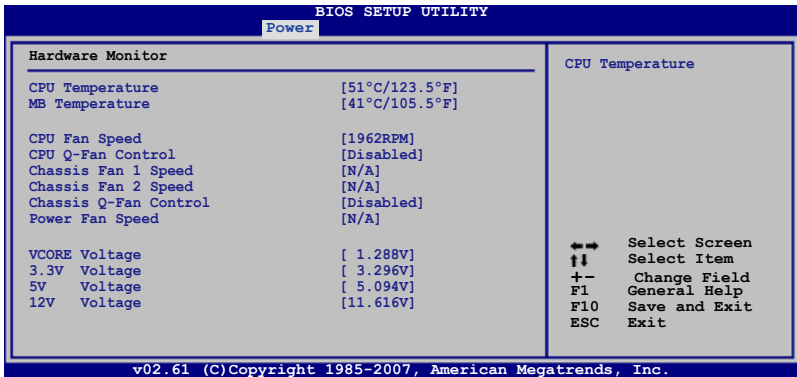 BIOS SETUP UTILITY
Power
Hardware Monitor
CPU Temperature [51°C/123.5°F]
MB Temperature [41°C/105.5°F]
CPU Fan Speed [1962RPM]
CPU Q-Fan Control [Disabled]
Chassis Fan 1 Speed [N/A]
Chassis Fan 2 Speed [N/A]
Chassis Q-Fan Control [Disabled]
Power Fan Speed [N/A]
VCORE Voltage [ 1.288V]
3.3V Voltage [ 3.296V]
5V Voltage [ 5.094V]
12V Voltage [11.616V]
CPU Temperature
←→ Select Screen
↑↓ Select Item
+- Change Field
F1 General Help
F10 Save and Exit
ESC Exit
v02.61 (C)Copyright 1985-2007, American Megatrends, Inc.